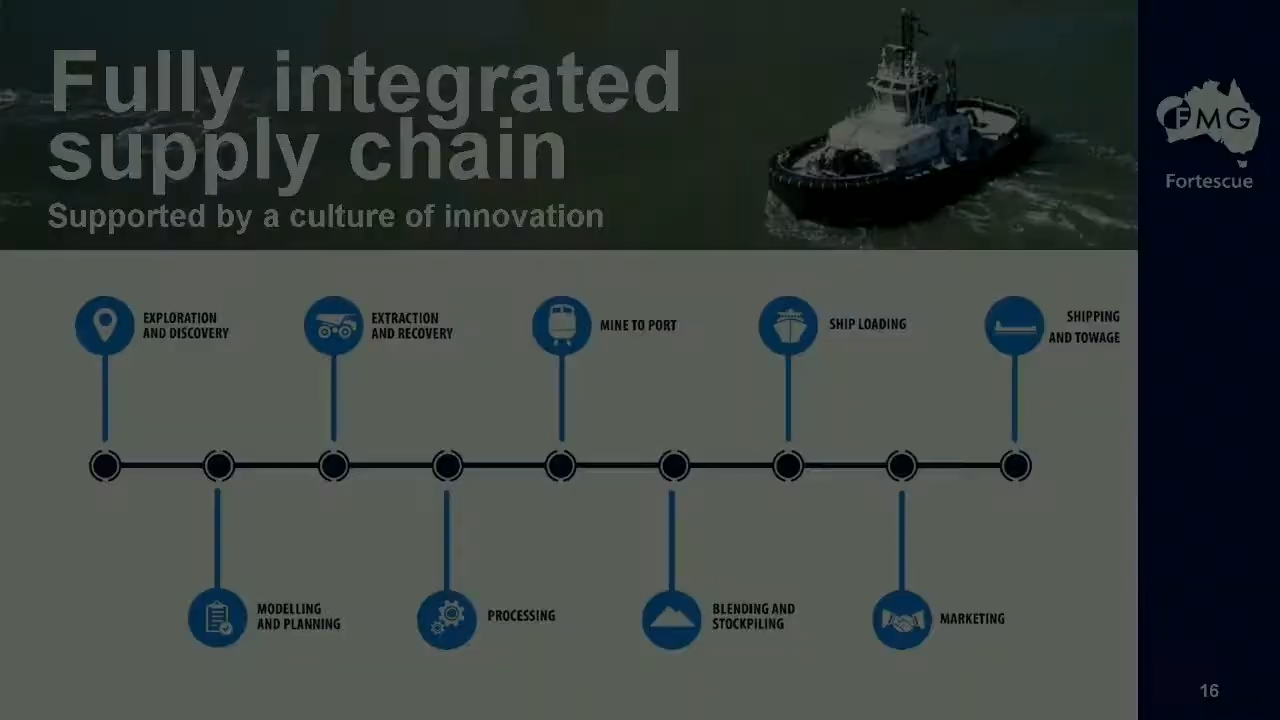 Fully integrated
supply chain
Supported by a culture of innovation
FMG
Fortescue
EXPLORATION
AND DISCOVERY
EXTRACTION
AND RECOVERY
MINE TO PORT
SHIP LOADING
SHIPPING
AND TOWAGE
MODELLING
AND PLANNING
PROCESSING
BLENDING AND
STOCKPILING
MARKETING
16